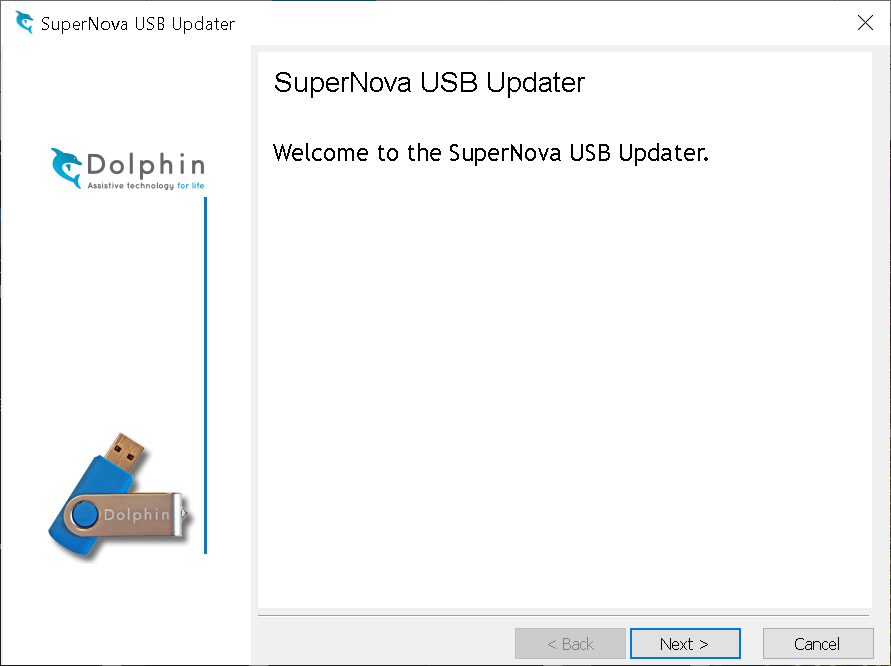 SuperNova USB Updater
Dolphin
Assistive technology for life
Dolphin
SuperNova USB Updater
Welcome to the SuperNova USB Updater.
< Back
Next >
Cancel